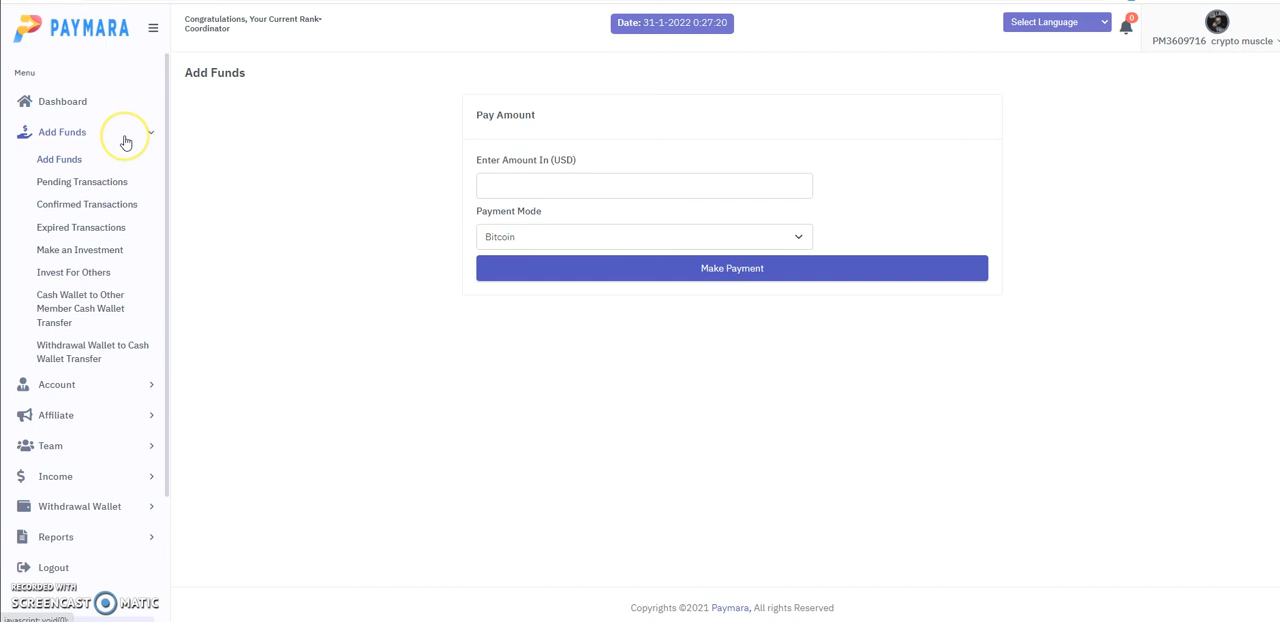 PAYMARA
Congratulations, Your Current Rank-
Coordinator
Date: 31-1-2022 0:27:20
Select Language
0
PM3609716 crypto muscle
Menu
Dashboard
Add Funds
Add Funds
Pending Transactions
Confirmed Transactions
Expired Transactions
Make an Investment
Invest For Others
Cash Wallet to Other
Member Cash Wallet
Transfer
Withdrawal Wallet to Cash
Wallet Transfer
Account
Affiliate
Team
Income
Withdrawal Wallet
Reports
Logout
Add Funds
Pay Amount
Enter Amount In (USD)
Payment Mode
Bitcoin
Make Payment
RECORDED WITH
SCREENCAST MATIC
javascript: void(0);
Copyrights ©2021 Paymara, All rights Reserved